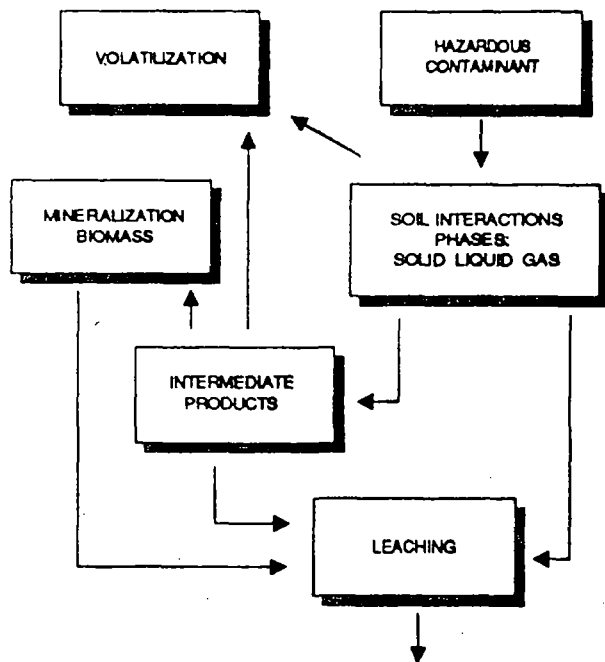 VOLATILIZATION
HAZARDOUS
CONTAMINANT
MINERALIZATION
BIOMASS
SOIL INTERACTIONS
PHASES:
SOLID LIQUID GAS
INTERMEDIATE
PRODUCTS
LEACHING